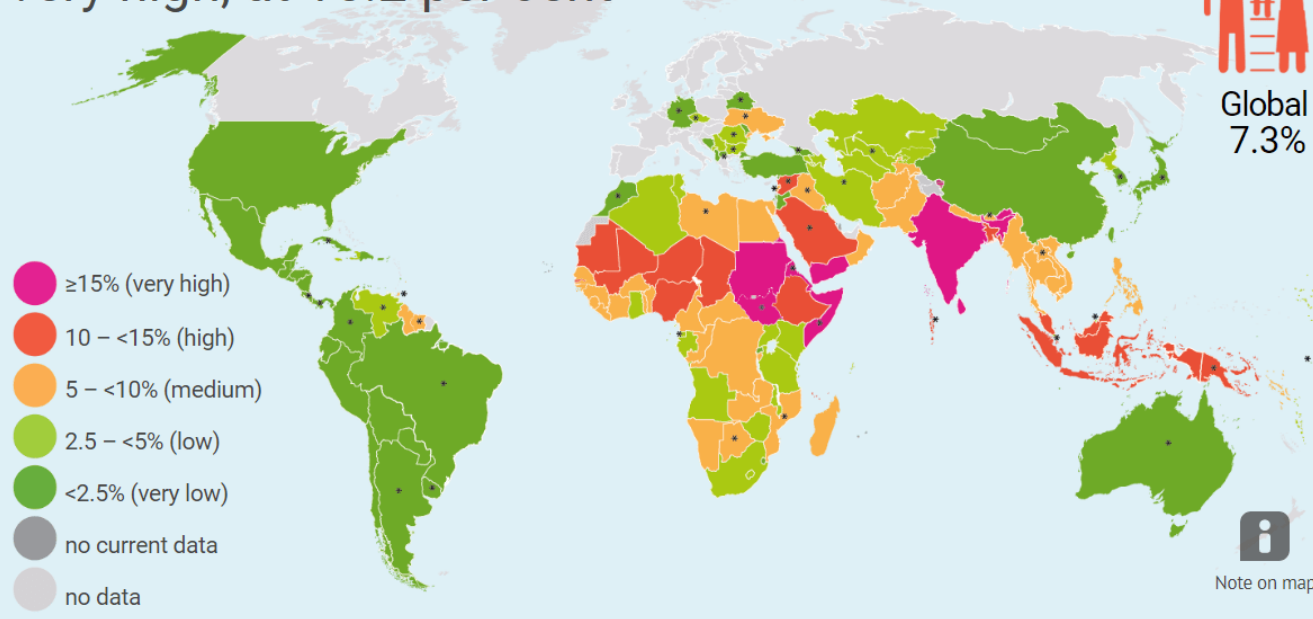 Global
7.3%
≥15% (very high)
10 – <15% (high)
5 – <10% (medium)
2.5 – <5% (low)
<2.5% (very low)
no current data
no data
i
Note on map